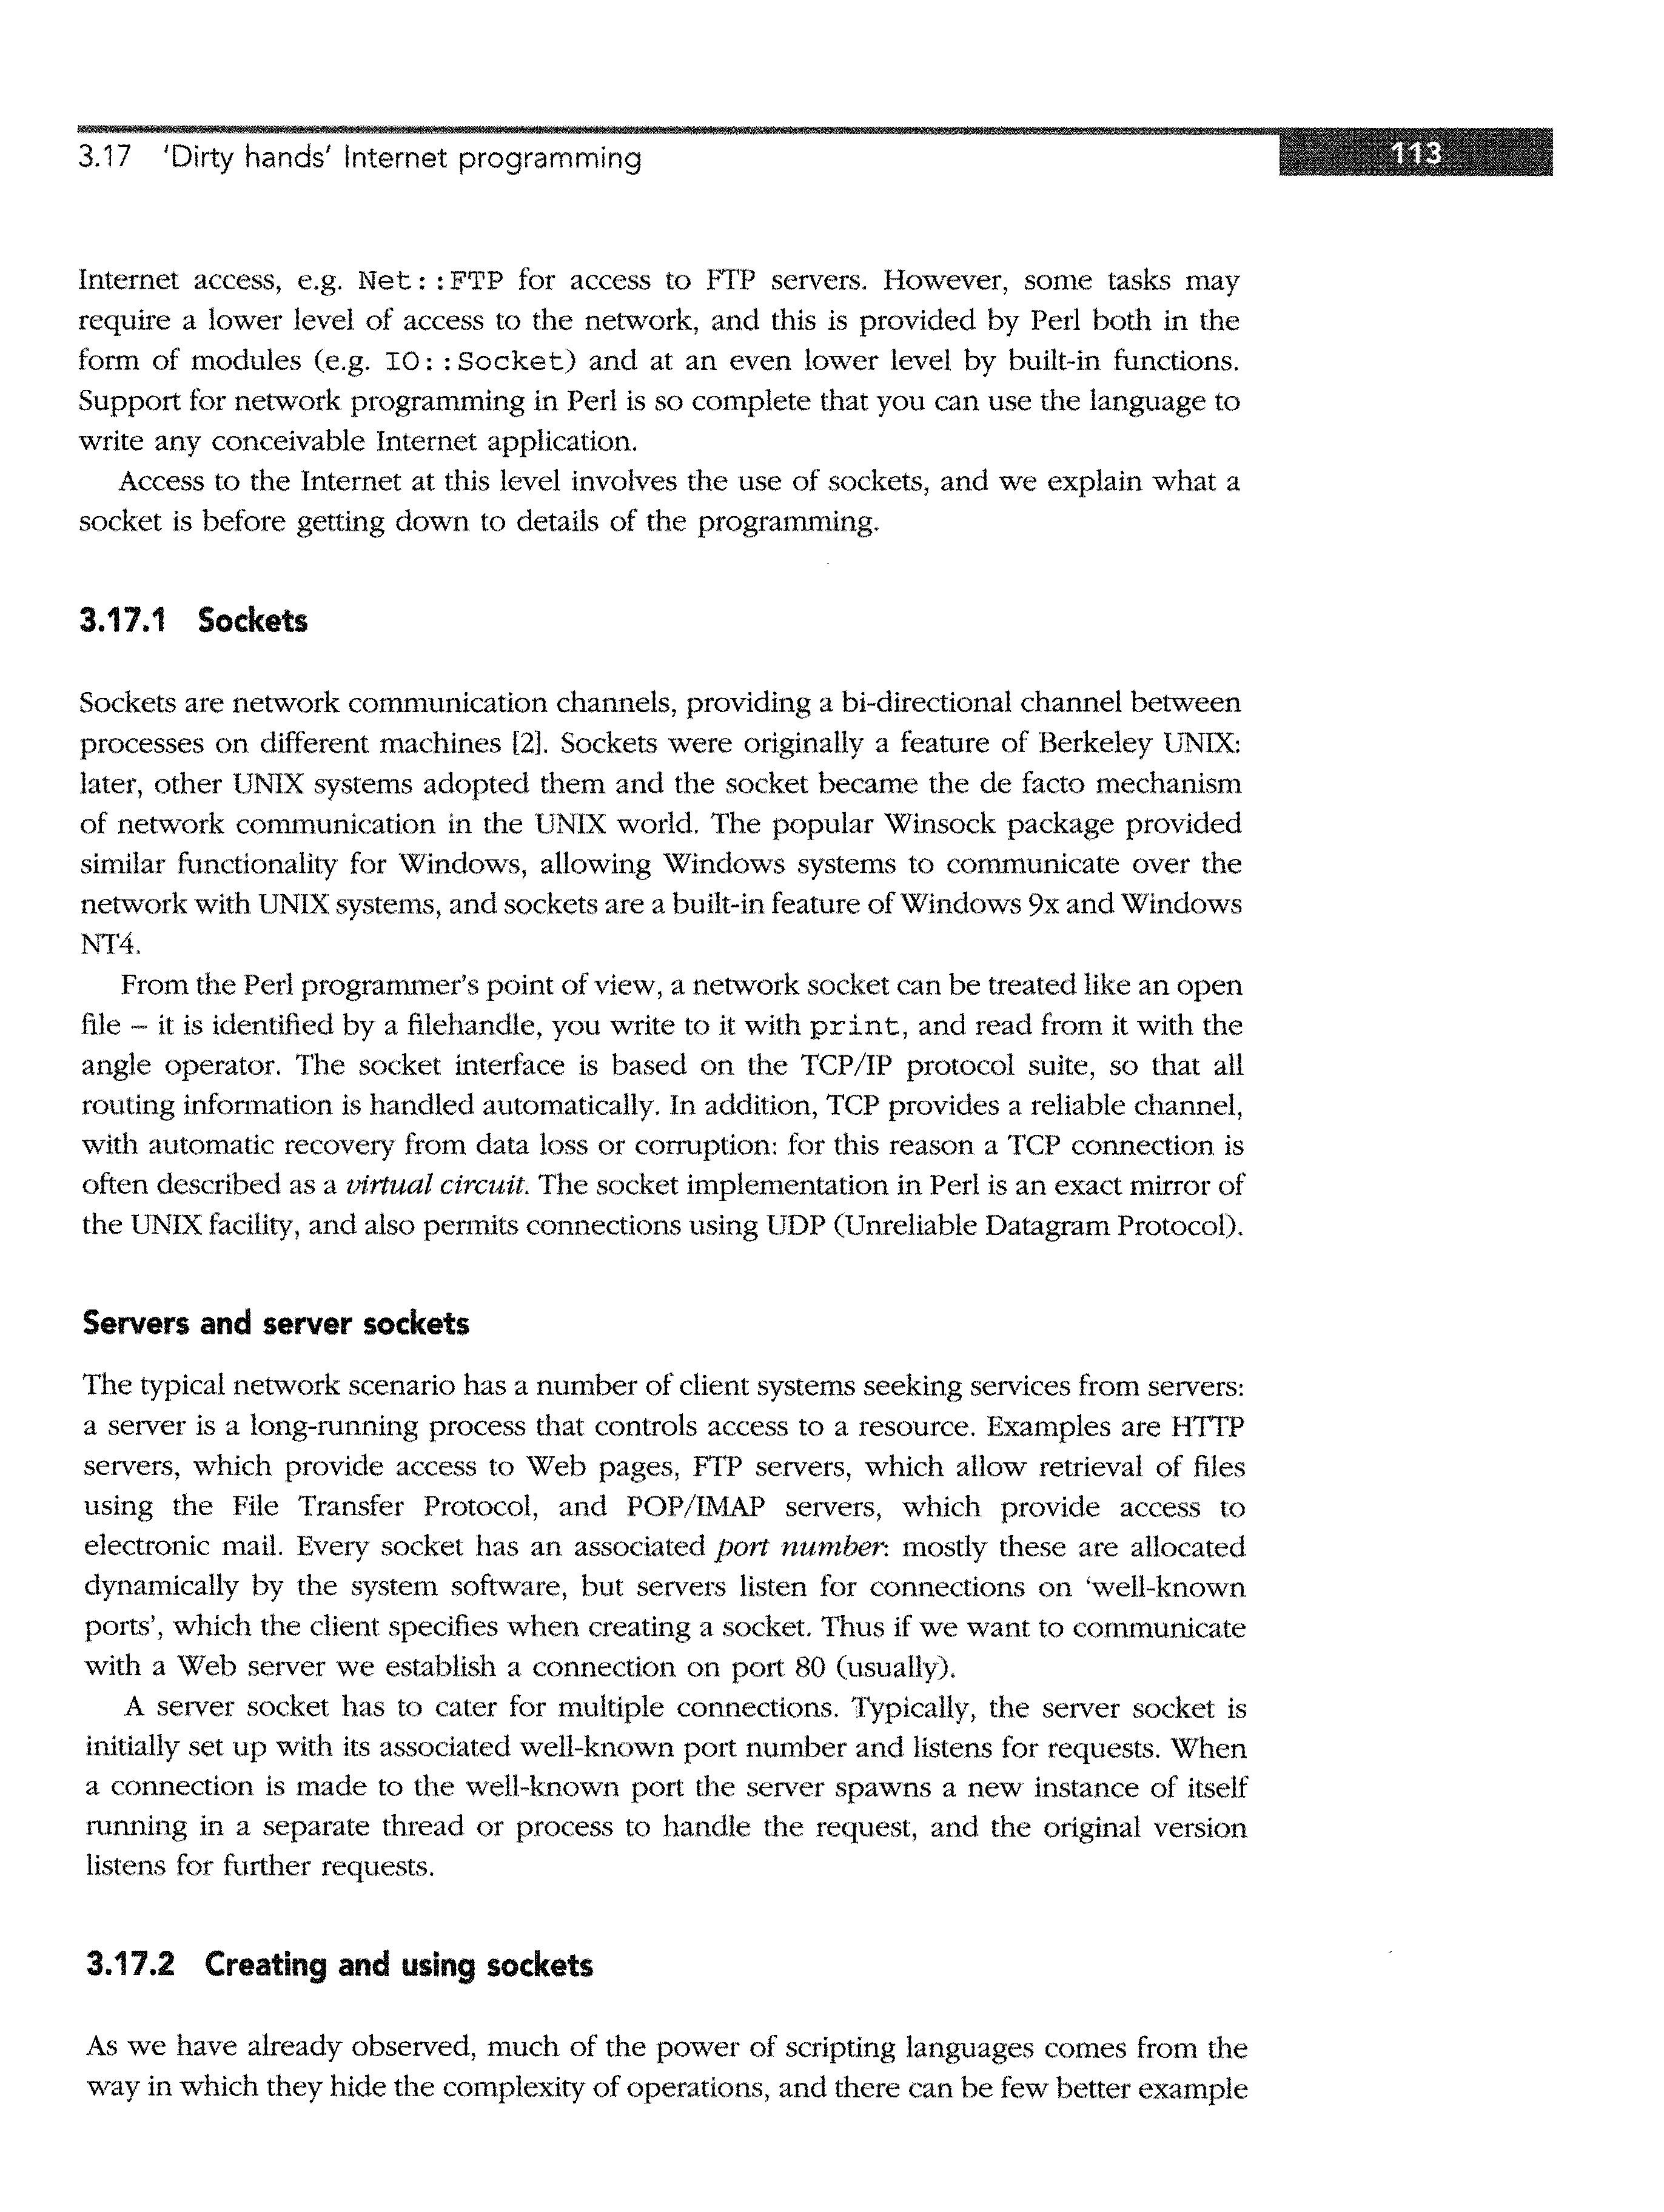 3.17 'Dirty hands' Internet programming
113
Internet access, e.g. Net::FTP for access to FTP servers. However, some tasks may
require a lower level of access to the network, and this is provided by Perl both in the
form of modules (e.g. IO::Socket) and at an even lower level by built-in functions.
Support for network programming in Perl is so complete that you can use the language to
write any conceivable Internet application.
Access to the Internet at this level involves the use of sockets, and we explain what a
socket is before getting down to details of the programming.
3.17.1 Sockets
Sockets are network communication channels, providing a bi-directional channel between
processes on different machines [2]. Sockets were originally a feature of Berkeley UNIX:
later, other UNIX systems adopted them and the socket became the de facto mechanism
of network communication in the UNIX world. The popular Winsock package provided
similar functionality for Windows, allowing Windows systems to communicate over the
network with UNIX systems, and sockets are a built-in feature of Windows 9x and Windows
NT4.
From the Perl programmer's point of view, a network socket can be treated like an open
file – it is identified by a filehandle, you write to it with print, and read from it with the
angle operator. The socket interface is based on the TCP/IP protocol suite, so that all
routing information is handled automatically. In addition, TCP provides a reliable channel,
with automatic recovery from data loss or corruption: for this reason a TCP connection is
often described as a virtual circuit. The socket implementation in Perl is an exact mirror of
the UNIX facility, and also permits connections using UDP (Unreliable Datagram Protocol).
Servers and server sockets
The typical network scenario has a number of client systems seeking services from servers:
a server is a long-running process that controls access to a resource. Examples are HTTP
servers, which provide access to Web pages, FTP servers, which allow retrieval of files
using the File Transfer Protocol, and POP/IMAP servers, which provide access to
electronic mail. Every socket has an associated port number: mostly these are allocated
dynamically by the system software, but servers listen for connections on 'well-known
ports', which the client specifies when creating a socket. Thus if we want to communicate
with a Web server we establish a connection on port 80 (usually).
A server socket has to cater for multiple connections. Typically, the server socket is
initially set up with its associated well-known port number and listens for requests. When
a connection is made to the well-known port the server spawns a new instance of itself
running in a separate thread or process to handle the request, and the original version
listens for further requests.
3.17.2 Creating and using sockets
As we have already observed, much of the power of scripting languages comes from the
way in which they hide the complexity of operations, and there can be few better example